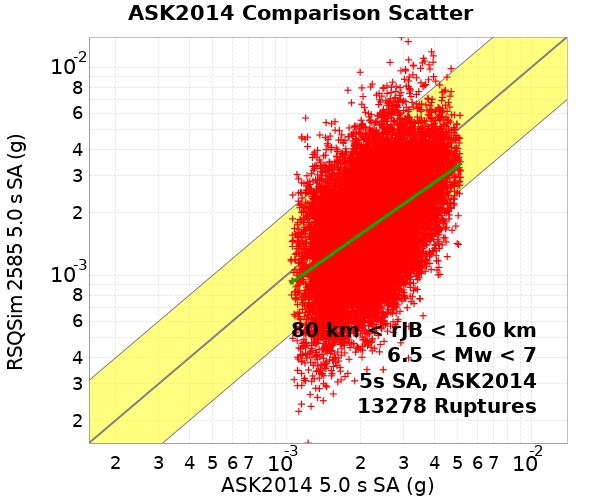 ASK2014 Comparison Scatter
RSQSim 2585 5.0 s SA (g)
10-2
8
6
4
3
2
10-3
8
6
4
3
2
80 km < rJB < 160 km
6.5 < Mw < 7
5s SA, ASK2014
13278 Ruptures
2 3 4 5 6 7 10-3 2 3 4 5 6 7 10-2
ASK2014 5.0 s SA (g)